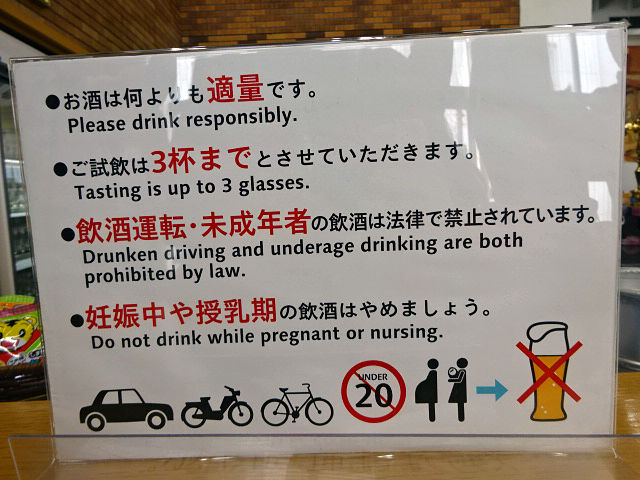 ●お酒は何よりも適量です。
Please drink responsibly.
●ご試飲は3杯までとさせていただきます。
Tasting is up to 3 glasses.
●飲酒運転・未成年者の飲酒は法律で禁止されています。
Drunken driving and underage drinking are both
prohibited by law.
●妊娠中や授乳期の飲酒はやめましょう。
Do not drink while pregnant or nursing.
UNDER
20